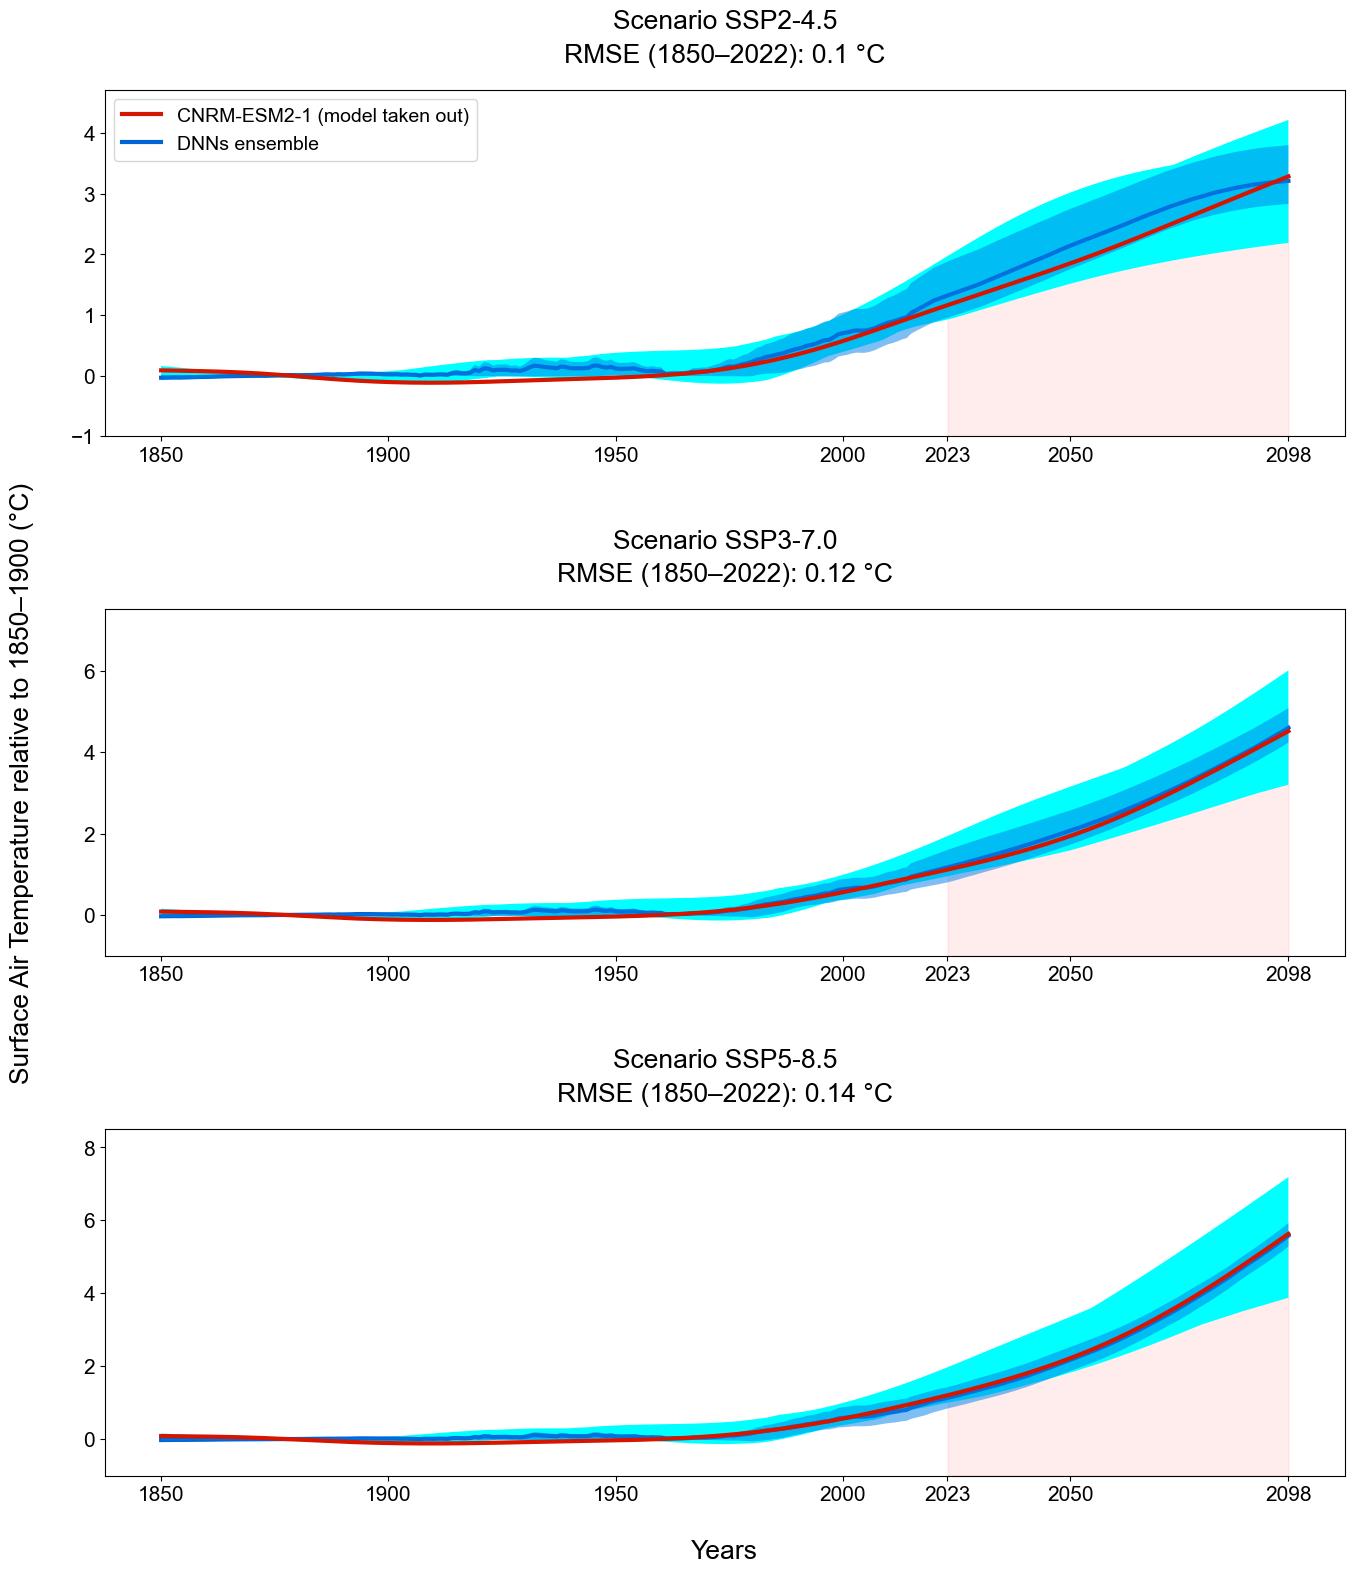 Scenario SSP2-4.5
RMSE (1850–2022): 0.1 °C
CNRM-ESM2-1 (model taken out)
DNNs ensemble
4
3
2
1
0
−1
1850 1900 1950 2000 2023 2050 2098
Surface Air Temperature relative to 1850–1900 (°C)
Scenario SSP3-7.0
RMSE (1850–2022): 0.12 °C
6
4
2
0
1850 1900 1950 2000 2023 2050 2098
Scenario SSP5-8.5
RMSE (1850–2022): 0.14 °C
8
6
4
2
0
1850 1900 1950 2000 2023 2050 2098
Years